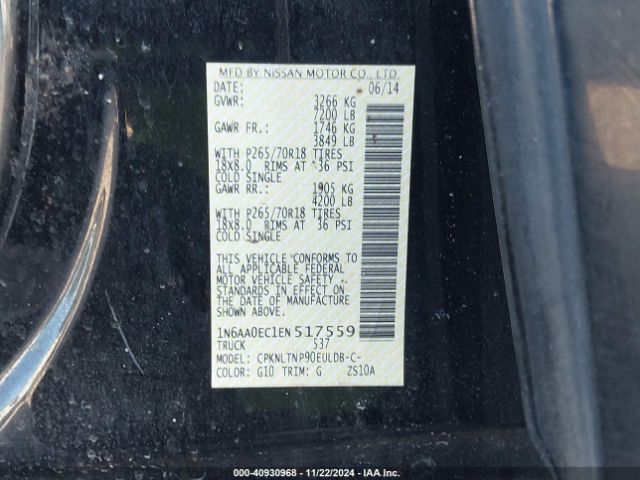 MFD BY NISSAN MOTOR CO., LTD.
DATE: 06/14
GVWR: 3266 KG
7200 LB
GAWR FR.: 1746 KG
3849 LB
WITH P265/70R18 TIRES
18X8.0 RIMS AT 36 PSI
COLD SINGLE
GAWR RR.: 1905 KG
4200 LB
WITH P265/70R18 TIRES
18X8.0 RIMS AT 36 PSI
COLD SINGLE
THIS VEHICLE CONFORMS TO
ALL APPLICABLE FEDERAL
MOTOR VEHICLE SAFETY
STANDARDS IN EFFECT ON
THE DATE OF MANUFACTURE
SHOWN ABOVE.
1N6AA0EC1EN517559
TRUCK 537
MODEL: CPKNLTNP90EULDB-C-
COLOR: G10 TRIM: G ZS10A
000-40930968 - 11/22/2024 - IAA Inc.